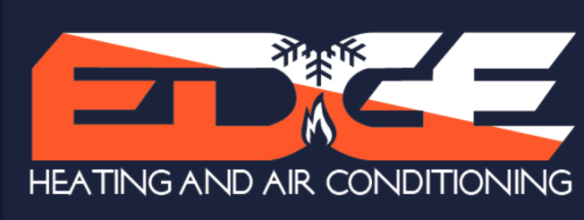 EDGE
HEATING AND AIR CONDITIONING